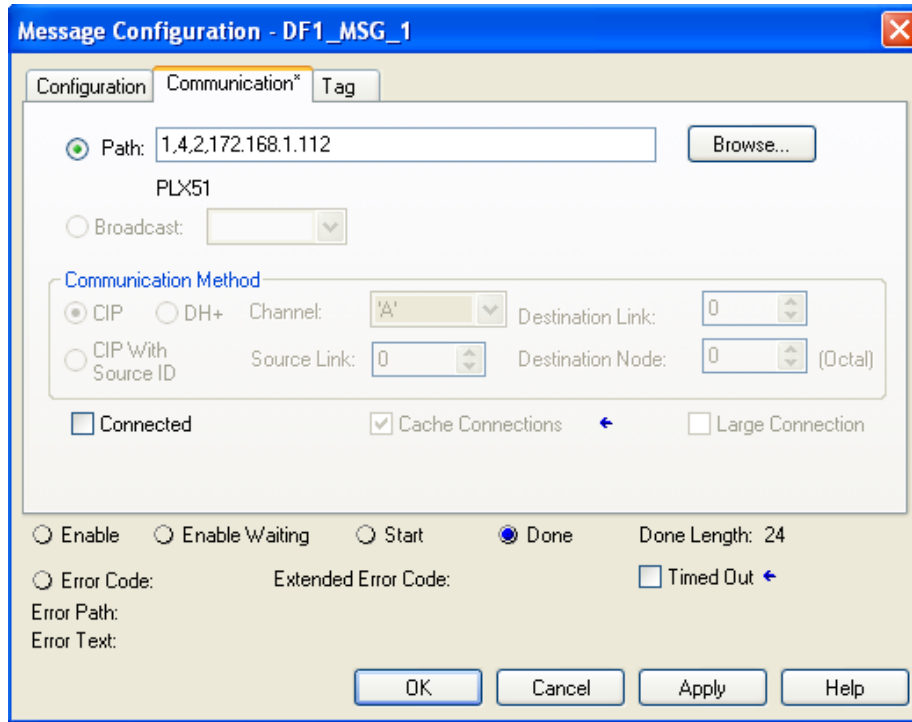 Message Configuration - DF1_MSG_1
Configuration Communication* Tag
Path: 1,4,2,172.168.1.112 Browse...
PLX51
Broadcast:
Communication Method
CIP DH+ Channel: 'A' Destination Link: 0
CIP With Source ID Source Link: 0 Destination Node: 0 (Octal)
Connected Cache Connections Large Connection
Enable Enable Waiting Start Done Done Length: 24
Error Code: Extended Error Code: Timed Out
Error Path:
Error Text:
OK Cancel Apply Help